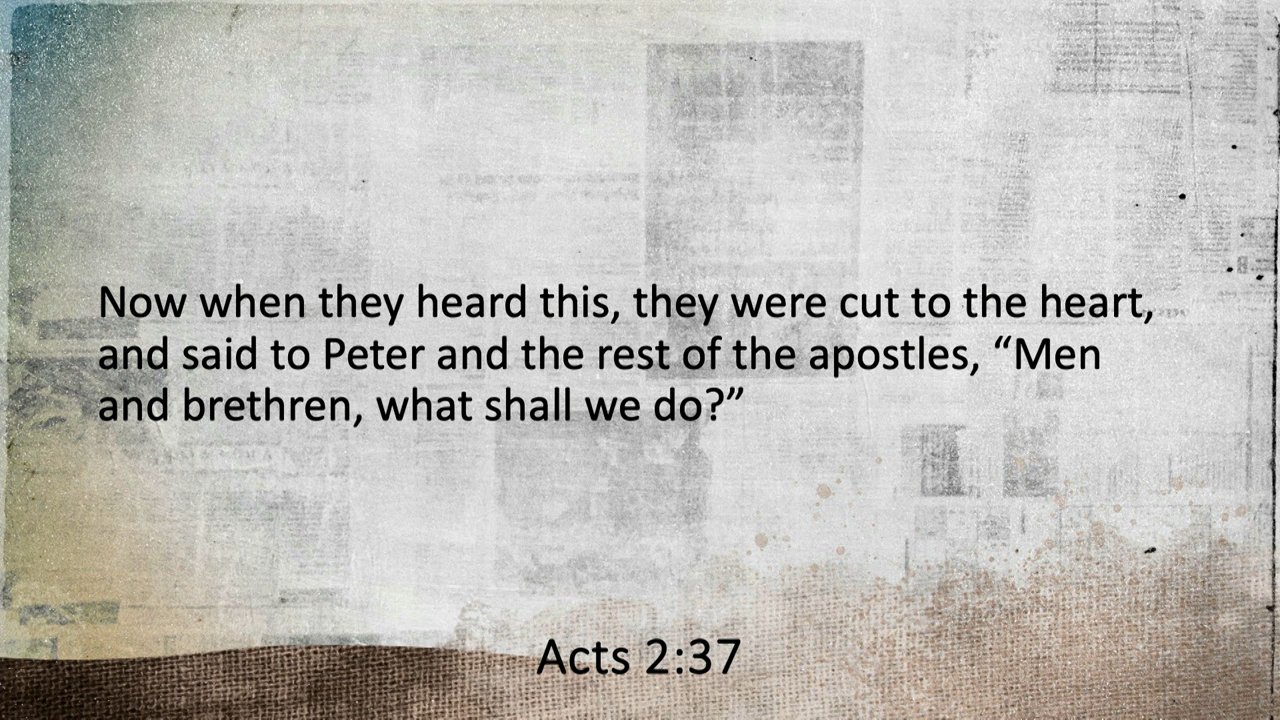 Now when they heard this, they were cut to the heart,
and said to Peter and the rest of the apostles, “Men
and brethren, what shall we do?”
Acts 2:37